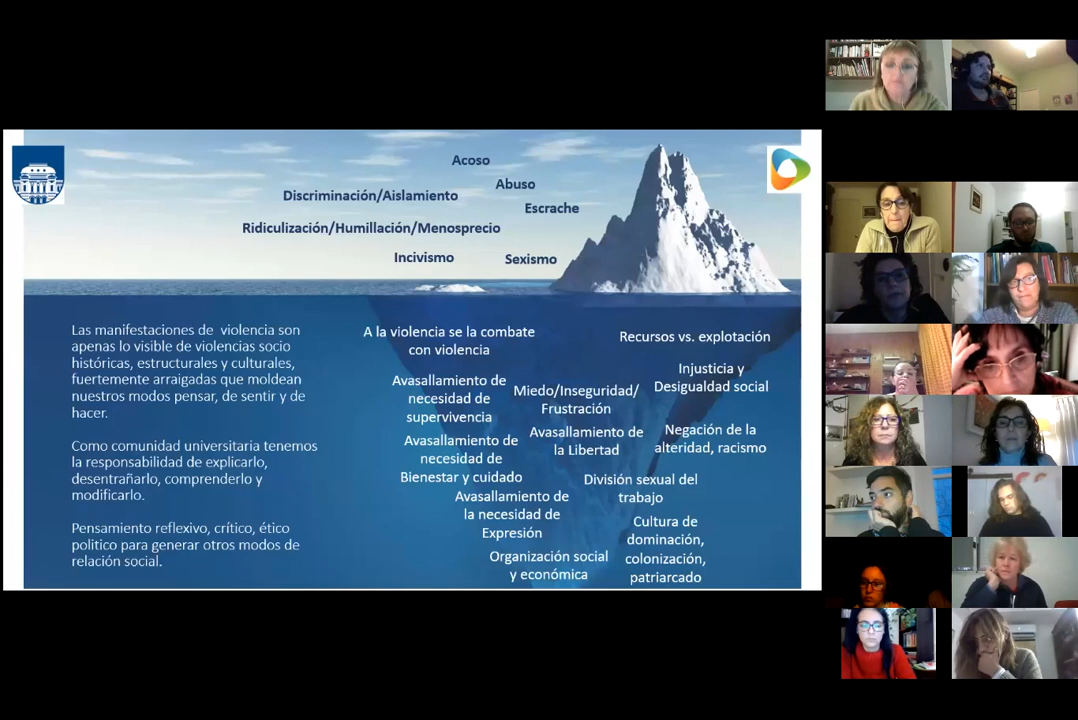 Acoso
Abuso
Discriminación/Aislamiento
Escrache
Ridiculización/Humillación/Menosprecio
Incivismo
Sexismo
Las manifestaciones de violencia son
apenas lo visible de violencias socio
históricas, estructurales y culturales,
fuertemente arraigadas que moldean
nuestros modos pensar, de sentir y de
hacer.
Como comunidad universitaria tenemos
la responsabilidad de explicarlo,
desentrañarlo, comprenderlo y
modificarlo.
Pensamiento reflexivo, crítico, ético
politico para generar otros modos de
relación social.
A la violencia se la combate
con violencia
Recursos vs. explotación
Injusticia y
Desigualdad social
Avasallamiento de
necesidad de
supervivencia
Miedo/Inseguridad/
Frustración
Avasallamiento de
la Libertad
Negación de la
alteridad, racismo
Avasallamiento de
necesidad de
Bienestar y cuidado
División sexual del
trabajo
Avasallamiento de
la necesidad de
Expresión
Cultura de
dominación,
colonización,
patriarcado
Organización social
y económica